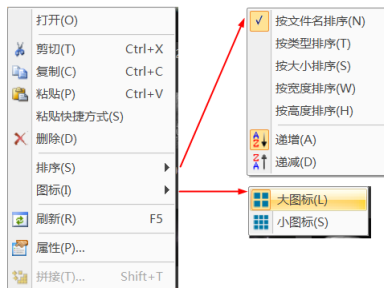 打开(O)
剪切(T) Ctrl+X
复制(C) Ctrl+C
粘贴(P) Ctrl+V
粘贴快捷方式(S)
删除(D)
排序(S)
图标(I)
刷新(R) F5
属性(P)...
拼接(T)... Shift+T
按文件名排序(N)
按类型排序(T)
按大小排序(S)
按宽度排序(W)
按高度排序(H)
递增(A)
递减(D)
大图标(L)
小图标(S)